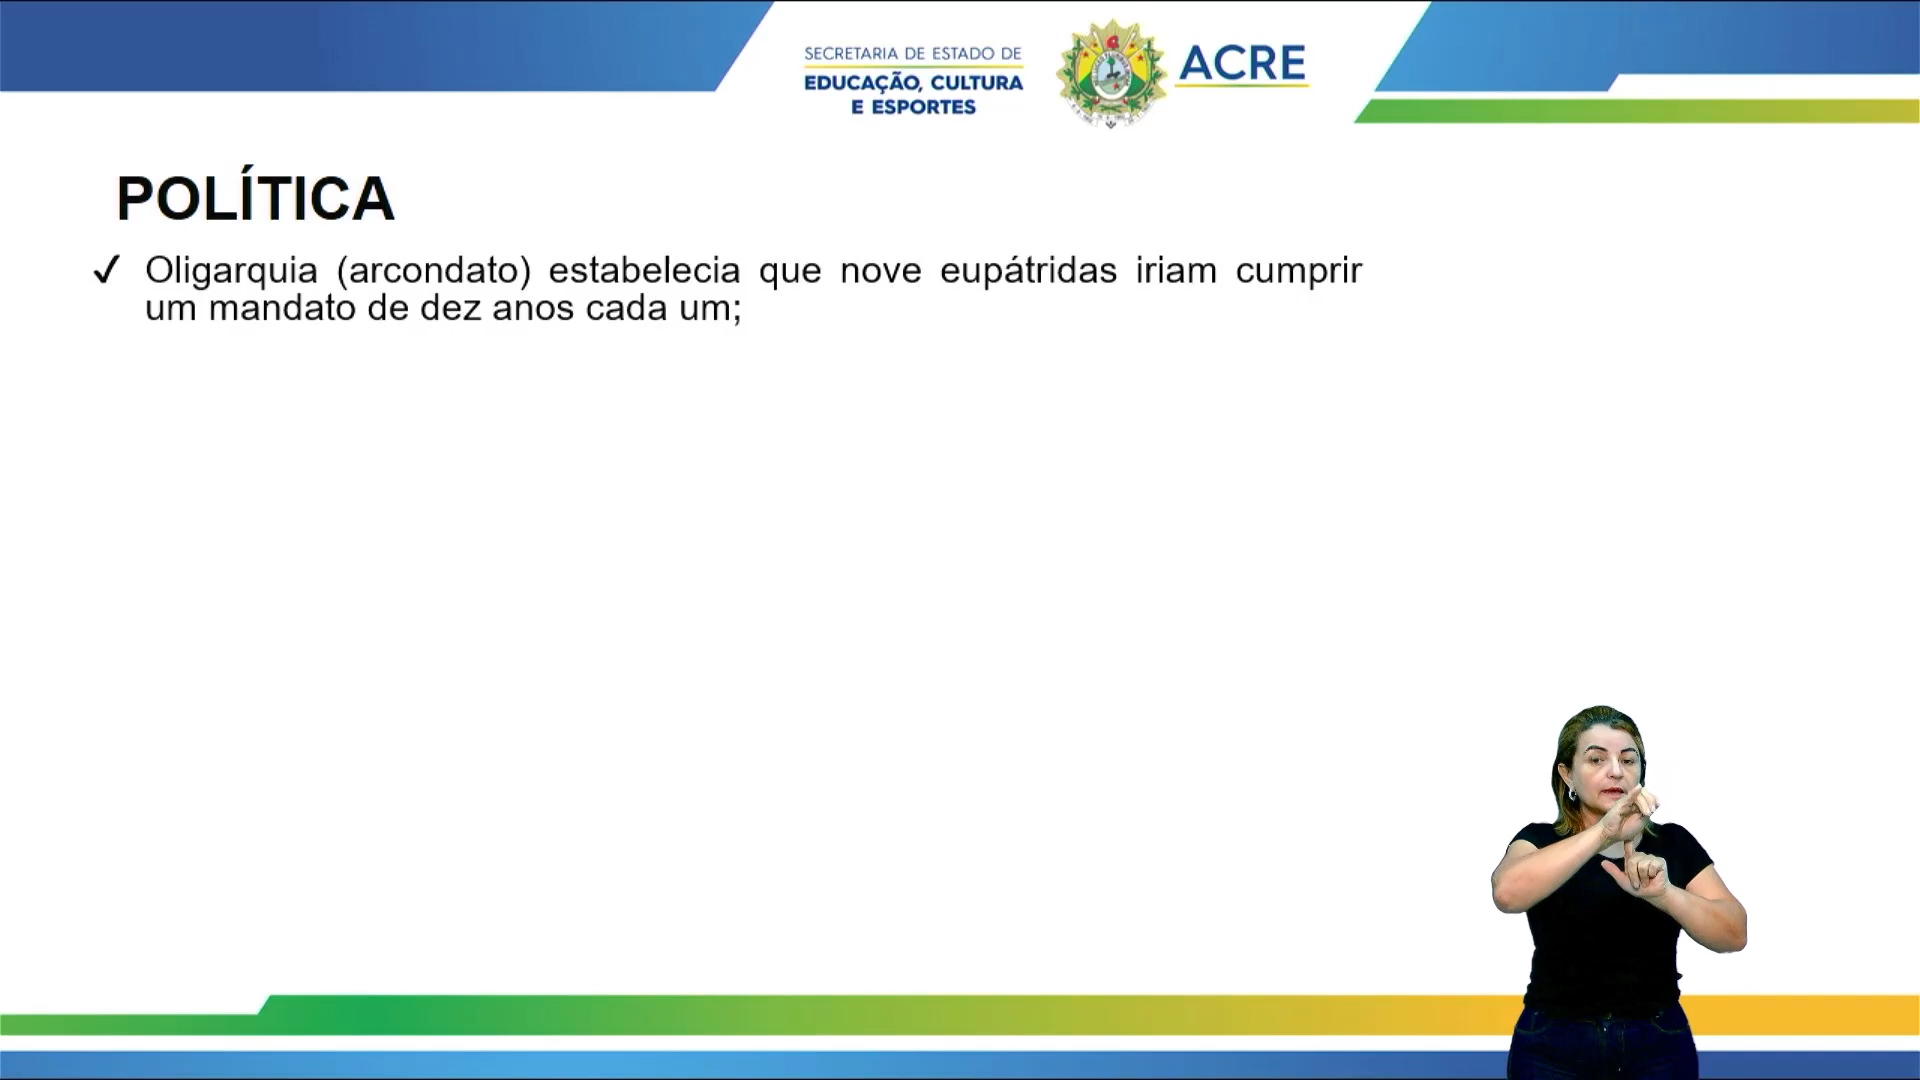 SECRETARIA DE ESTADO DE
EDUCAÇÃO, CULTURA
E ESPORTES
ACRE
POLÍTICA
✓ Oligarquia (arcondato) estabelecia que nove eupátridas iriam cumprir
um mandato de dez anos cada um;